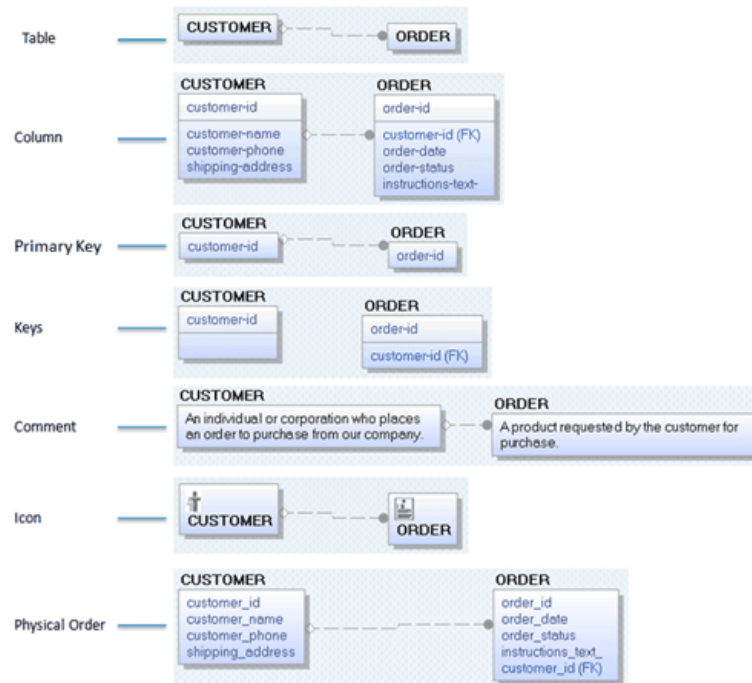 Table
CUSTOMER
ORDER
Column
CUSTOMER
customer-id
customer-name
customer-phone
shipping-address
ORDER
order-id
customer-id (FK)
order-date
order-status
instructions-text-
Primary Key
CUSTOMER
customer-id
ORDER
order-id
Keys
CUSTOMER
customer-id
ORDER
order-id
customer-id (FK)
Comment
CUSTOMER
An individual or corporation who places
an order to purchase from our company.
ORDER
A product requested by the customer for
purchase.
Icon
CUSTOMER
ORDER
Physical Order
CUSTOMER
customer_id
customer_name
customer_phone
shipping_address
ORDER
order_id
order_date
order_status
instructions_text_
customer_id (FK)